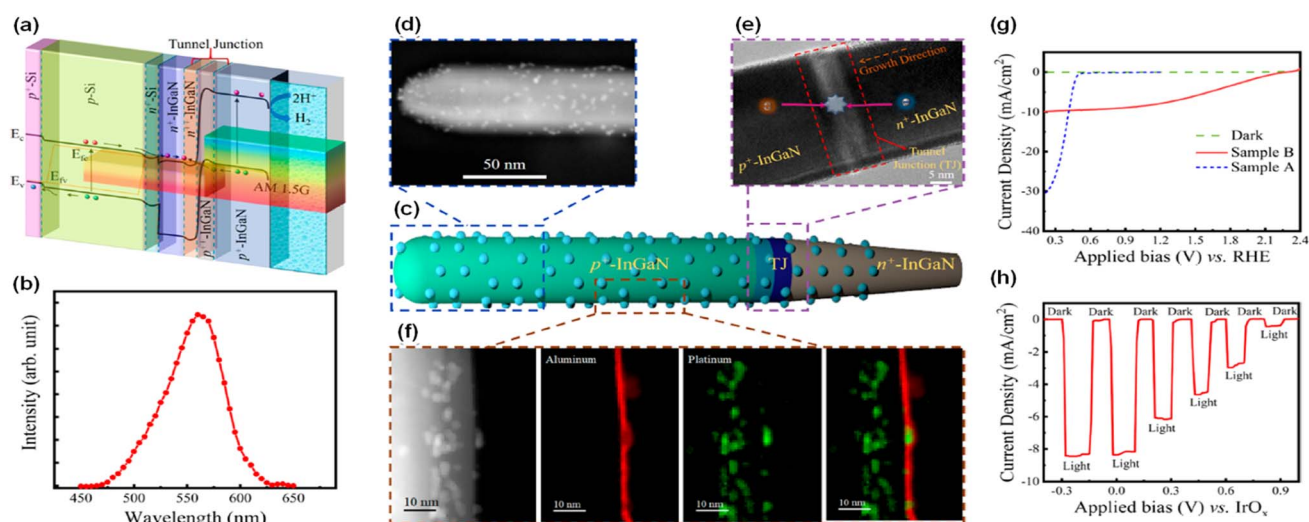 (a)
Tunnel Junction
p⁺-Si
p-Si
n⁺-Si
n⁺-InGaN
n⁺⁺-InGaN
p⁺⁺-InGaN
p⁺-InGaN
2H⁺
H₂
E_c
E_fc
E_v
E_fv
AM 1.5G
(b)
Intensity (arb. unit)
450 500 550 600 650
Wavelength (nm)
(d)
50 nm
(e)
Growth Direction
n⁺-InGaN
p⁺-InGaN
Tunnel
Junction (TJ)
5 nm
(c)
p⁺-InGaN
TJ
n⁺-InGaN
(f)
Aluminum
Platinum
10 nm
10 nm
10 nm
10 nm
(g)
Current Density (mA/cm²)
10
0
-10
-20
-30
-40
Dark
Sample B
Sample A
0.3 0.6 0.9 1.2 1.5 1.8 2.1 2.4
Applied bias (V) vs. RHE
(h)
Current Density (mA/cm²)
0
-2
-4
-6
-8
-10
Dark Dark Dark Dark Dark Dark Dark
Light
Light
Light
Light
Light
Light
-0.3 0.0 0.3 0.6 0.9
Applied bias (V) vs. IrOₓ